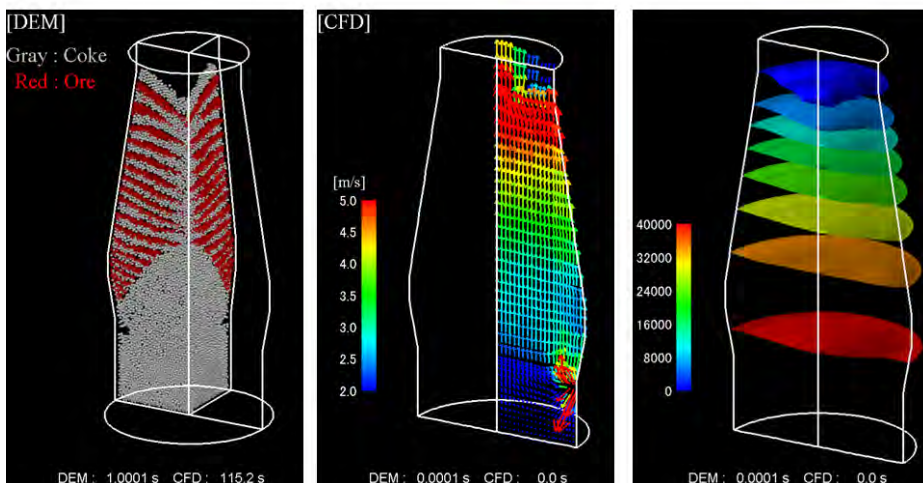 [DEM]
Gray : Coke
Red : Ore
DEM : 1.0001 s CFD : 115.2 s
[CFD]
[m/s]
5.0
4.5
4.0
3.5
3.0
2.5
2.0
DEM : 0.0001 s CFD : 0.0 s
40000
32000
24000
16000
8000
0
DEM : 0.0001 s CFD : 0.0 s